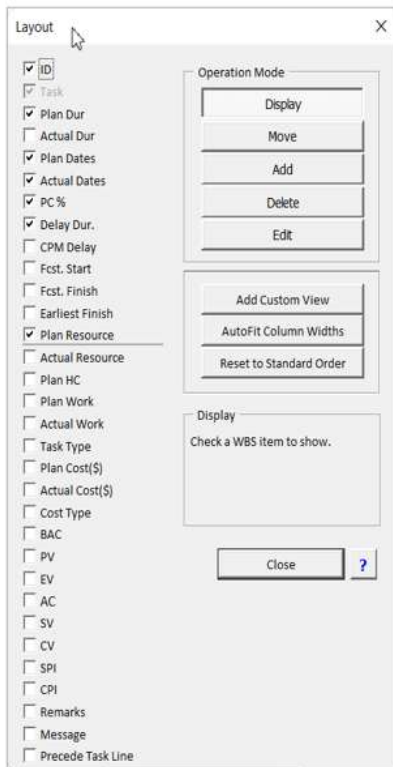 Layout
ID
Task
Plan Dur
Actual Dur
Plan Dates
Actual Dates
PC %
Delay Dur.
CPM Delay
Fcst. Start
Fcst. Finish
Earliest Finish
Plan Resource
Actual Resource
Plan HC
Plan Work
Actual Work
Task Type
Plan Cost($)
Actual Cost($)
Cost Type
BAC
PV
EV
AC
SV
CV
SPI
CPI
Remarks
Message
Precede Task Line
Operation Mode
Display
Move
Add
Delete
Edit
Add Custom View
AutoFit Column Widths
Reset to Standard Order
Display
Check a WBS item to show.
Close
?